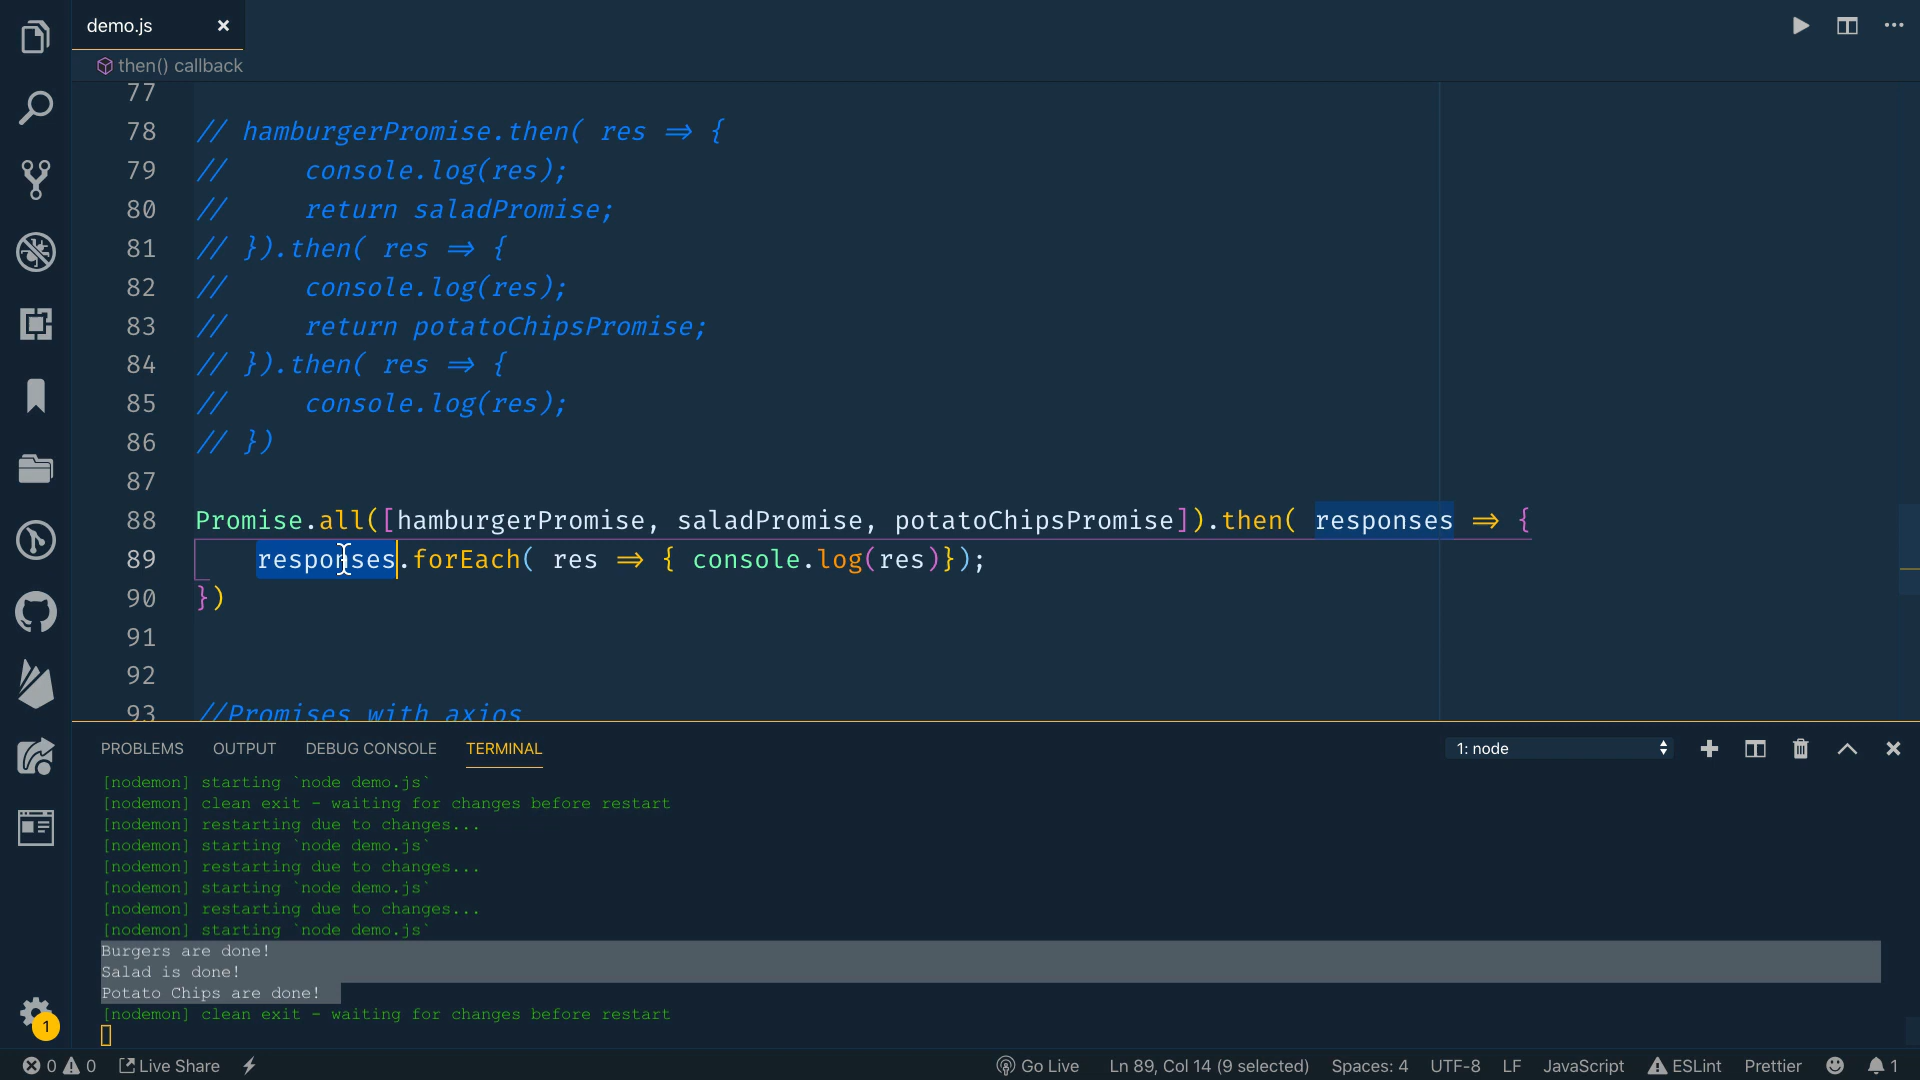 demo.js
then() callback
77
78 // hamburgerPromise.then( res => {
79 //     console.log(res);
80 //     return saladPromise;
81 // }).then( res => {
82 //     console.log(res);
83 //     return potatoChipsPromise;
84 // }).then( res => {
85 //     console.log(res);
86 // })
87
88 Promise.all([hamburgerPromise, saladPromise, potatoChipsPromise]).then( responses => {
89     responses.forEach( res => { console.log(res)});
90 })
91
92
93 //Promises with axios
PROBLEMS OUTPUT DEBUG CONSOLE TERMINAL 1: node
[nodemon] starting `node demo.js`
[nodemon] clean exit - waiting for changes before restart
[nodemon] restarting due to changes...
[nodemon] starting `node demo.js`
[nodemon] restarting due to changes...
[nodemon] starting `node demo.js`
[nodemon] restarting due to changes...
[nodemon] starting `node demo.js`
Burgers are done!
Salad is done!
Potato Chips are done!
[nodemon] clean exit - waiting for changes before restart
1
0 0 Live Share Go Live Ln 89, Col 14 (9 selected) Spaces: 4 UTF-8 LF JavaScript ESLint Prettier 1